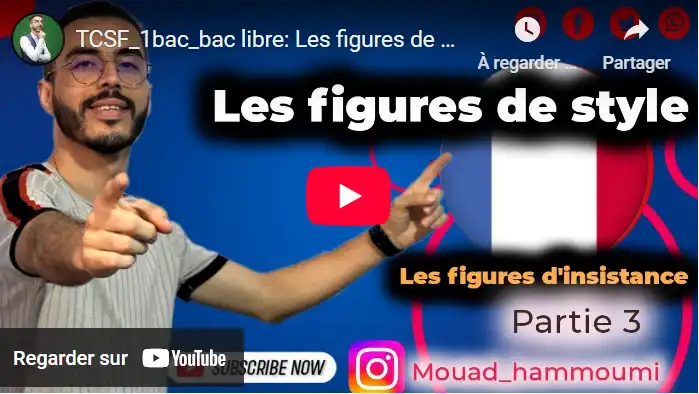 TCSF_1bac_bac libre: Les figures de ...
À regarder ...
Partager
Les figures de style
Les figures d'insistance
Partie 3
Regarder sur YouTube
SUBSCRIBE NOW
Mouad_hammoumi